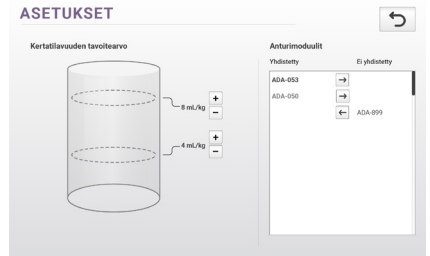 ASETUKSET
Kertatilavuuden tavoitearvo
8 mL/kg
+
−
4 mL/kg
+
−
Anturimoduulit
Yhdistetty
Ei yhdistetty
ADA-053
→
ADA-050
→
←
ADA-899